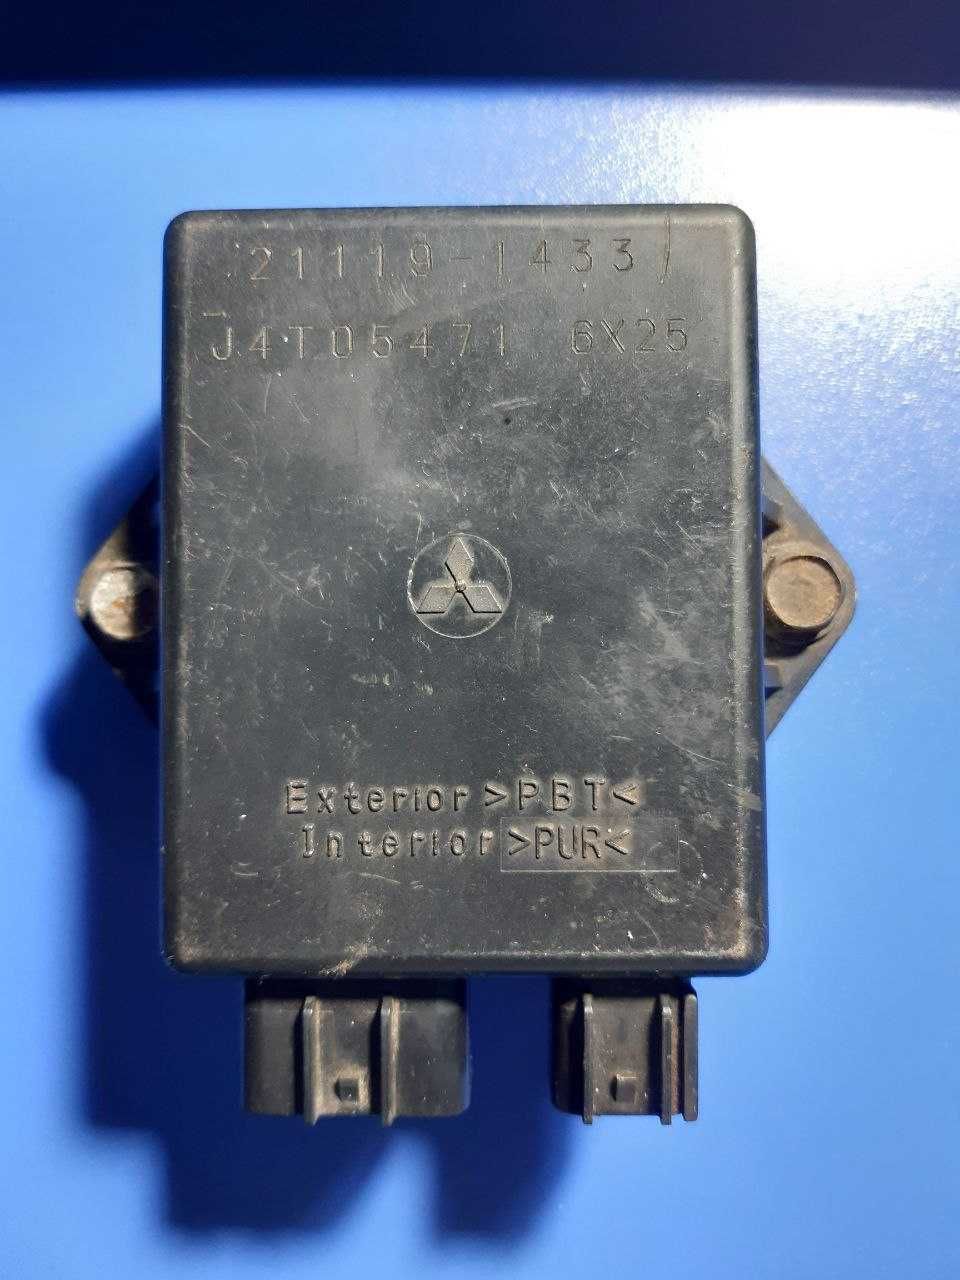 21119-1433
J4T05471 6X25
Exterior >PBT<
Interior >PUR<